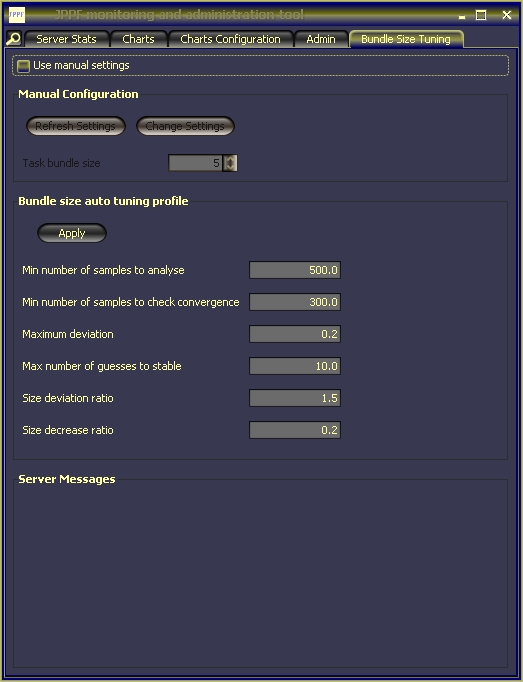 JPPF
JPPF-monitoring-and-administration-tool
Server Stats Charts Charts Configuration Admin Bundle Size Tuning
Use manual settings
Manual Configuration
Refresh Settings Change Settings
Task bundle size 5
Bundle size auto tuning profile
Apply
Min number of samples to analyse 500.0
Min number of samples to check convergence 300.0
Maximum deviation 0.2
Max number of guesses to stable 10.0
Size deviation ratio 1.5
Size decrease ratio 0.2
Server Messages